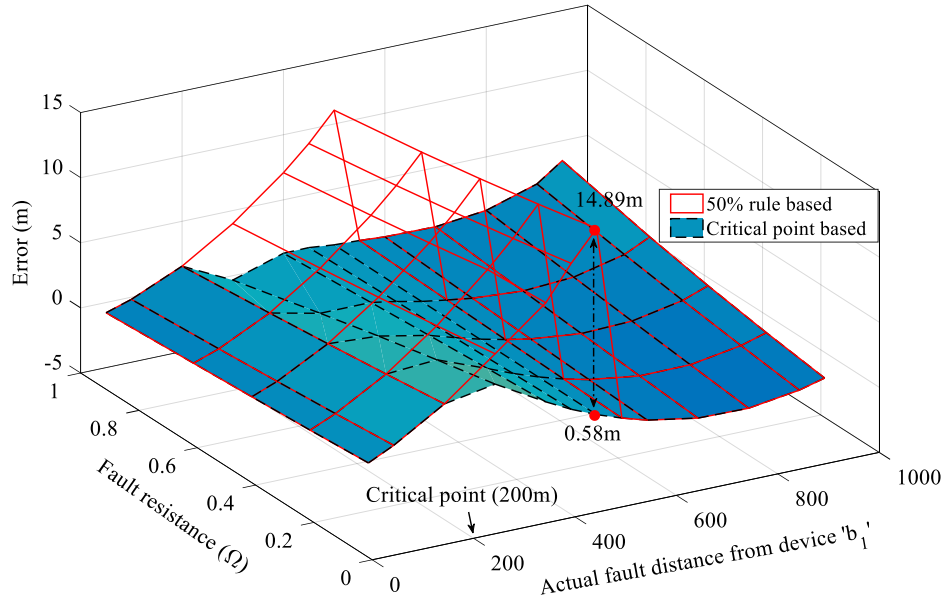 15
10
5
0
-5
Error (m)
1
0.8
0.6
0.4
0.2
0
Fault resistance (Ω)
0
200
400
600
800
1000
Actual fault distance from device 'b1'
Critical point (200m)
14.89m
0.58m
50% rule based
Critical point based